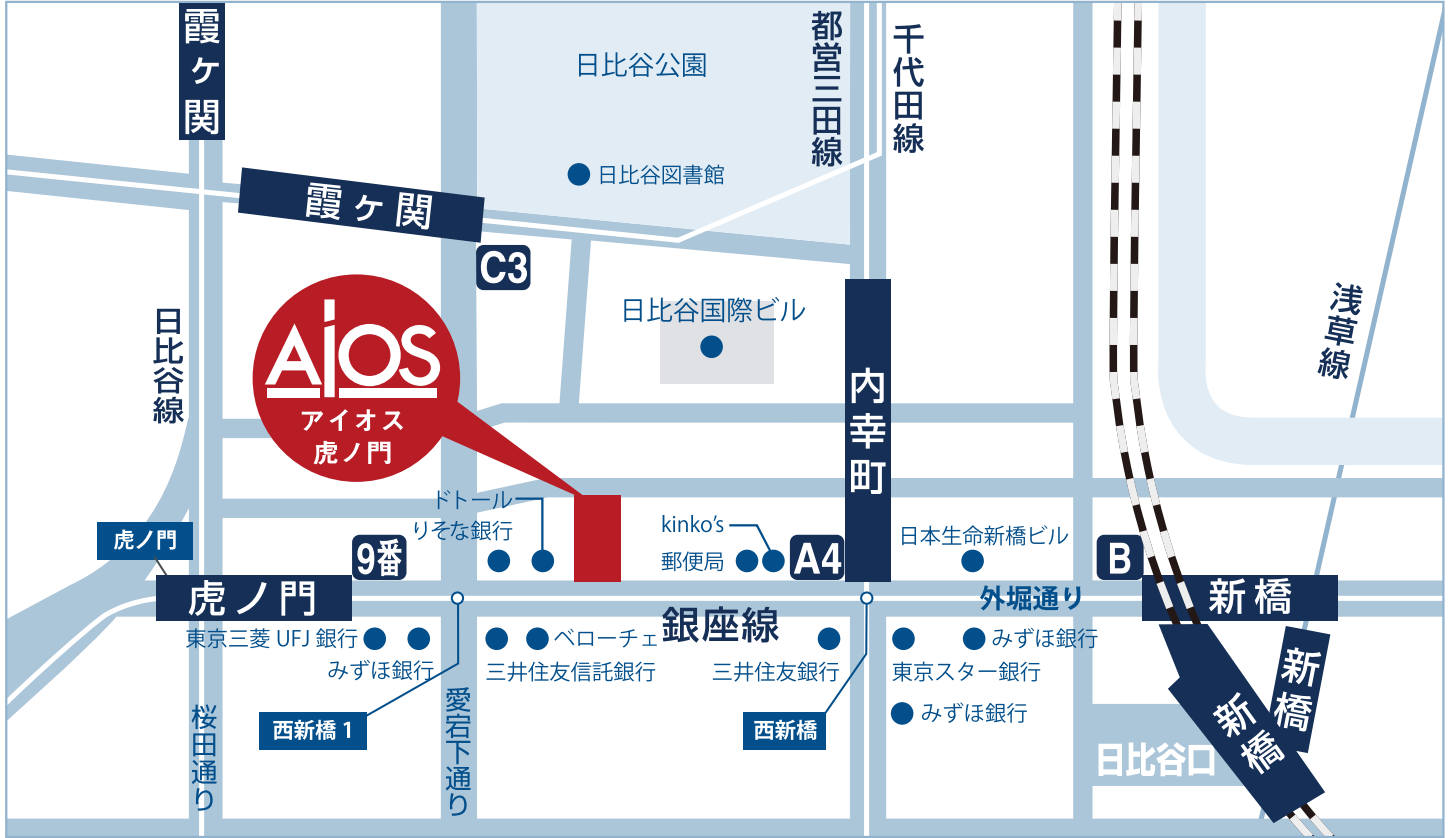 霞ヶ関
日比谷公園
都営三田線
千代田線
日比谷図書館
霞ヶ関
C3
日比谷線
AiOS
アイオス
虎ノ門
日比谷国際ビル
内幸町
浅草線
ドトール
りそな銀行
kinko's
郵便局
A4
日本生命新橋ビル
B
虎ノ門
9番
虎ノ門
外堀通り
新橋
銀座線
東京三菱 UFJ 銀行
みずほ銀行
ベローチェ
三井住友信託銀行
三井住友銀行
みずほ銀行
東京スター銀行
みずほ銀行
新橋
新橋
西新橋 1
西新橋
桜田通り
愛宕下通り
日比谷口